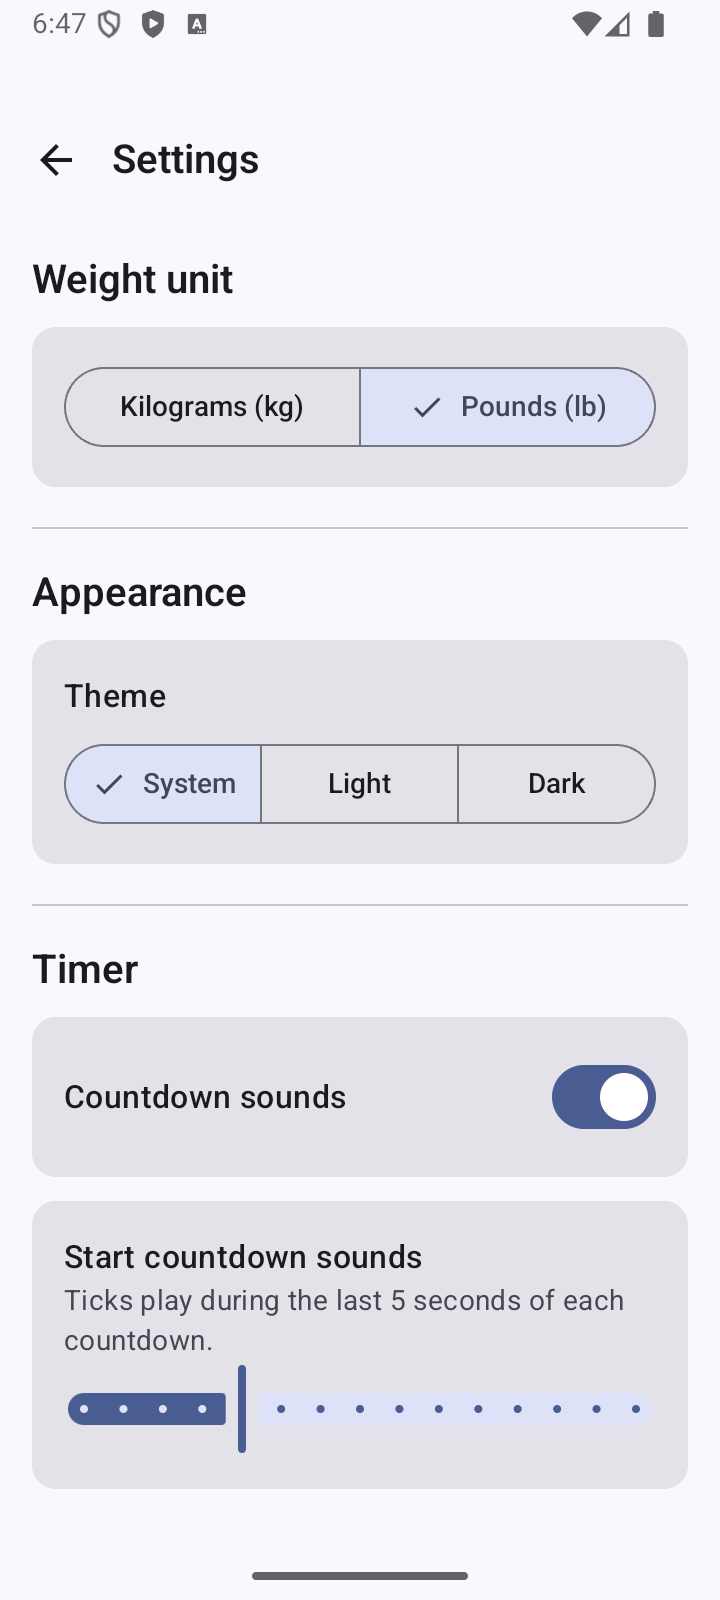 6:47
Settings
Weight unit
Kilograms (kg)
Pounds (lb)
Appearance
Theme
System
Light
Dark
Timer
Countdown sounds
Start countdown sounds
Ticks play during the last 5 seconds of each
countdown.